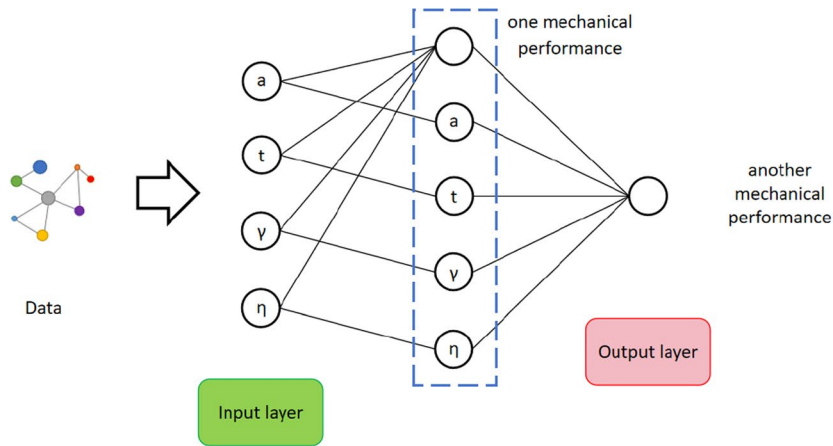 one mechanical
performance
a
a
t
t
another
mechanical
performance
γ
γ
Data
η
η
Output layer
Input layer